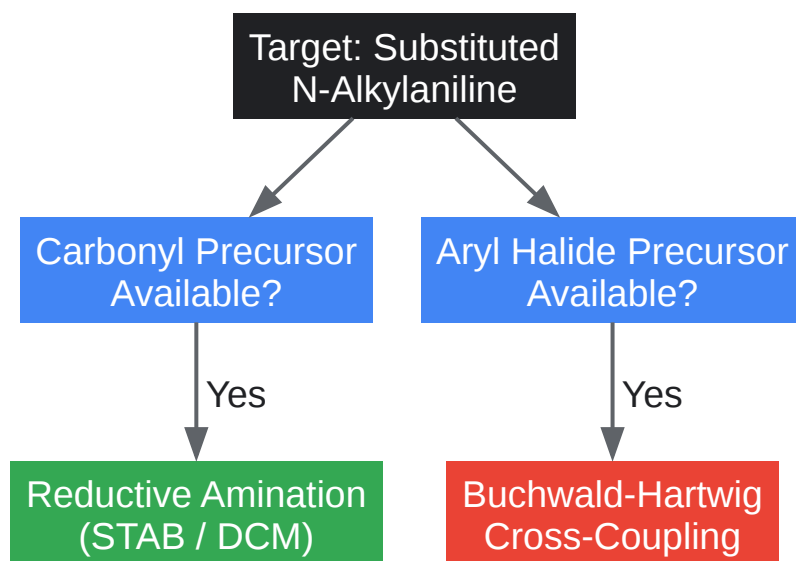 Target: Substituted
N-Alkylaniline
Carbonyl Precursor
Available?
Aryl Halide Precursor
Available?
Yes
Yes
Reductive Amination
(STAB / DCM)
Buchwald-Hartwig
Cross-Coupling